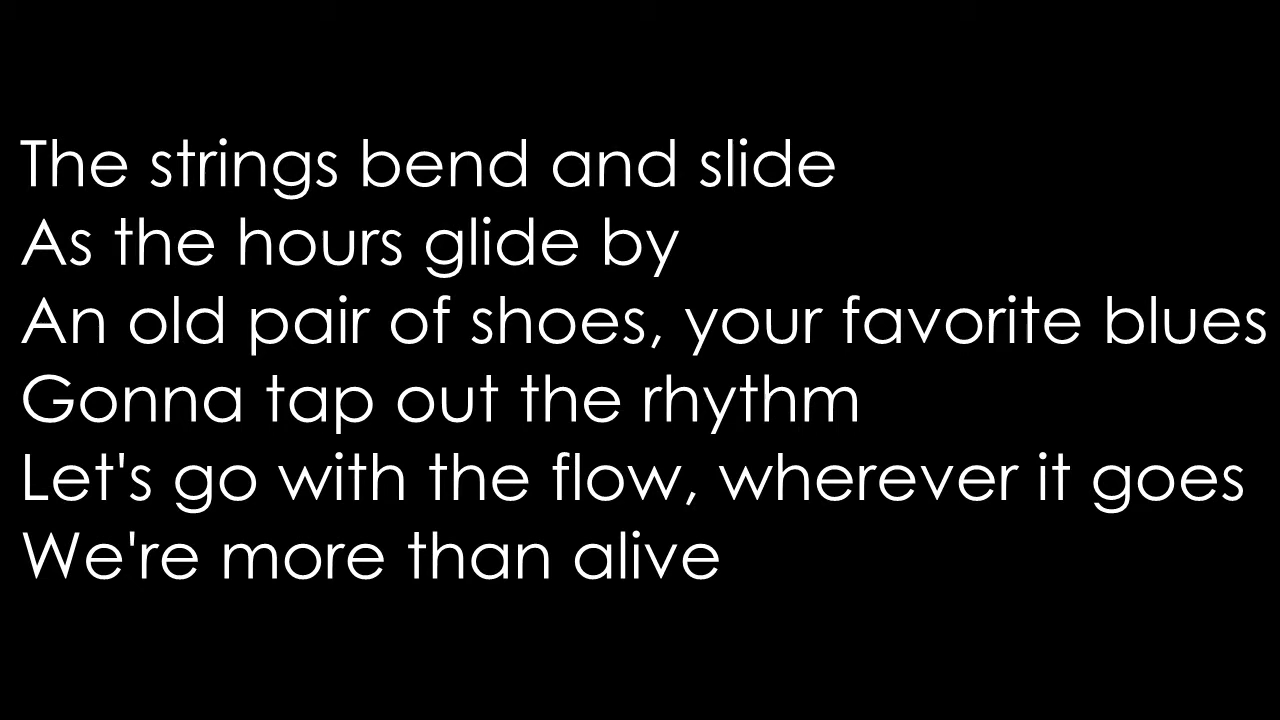 The strings bend and slide
As the hours glide by
An old pair of shoes, your favorite blues
Gonna tap out the rhythm
Let's go with the flow, wherever it goes
We're more than alive